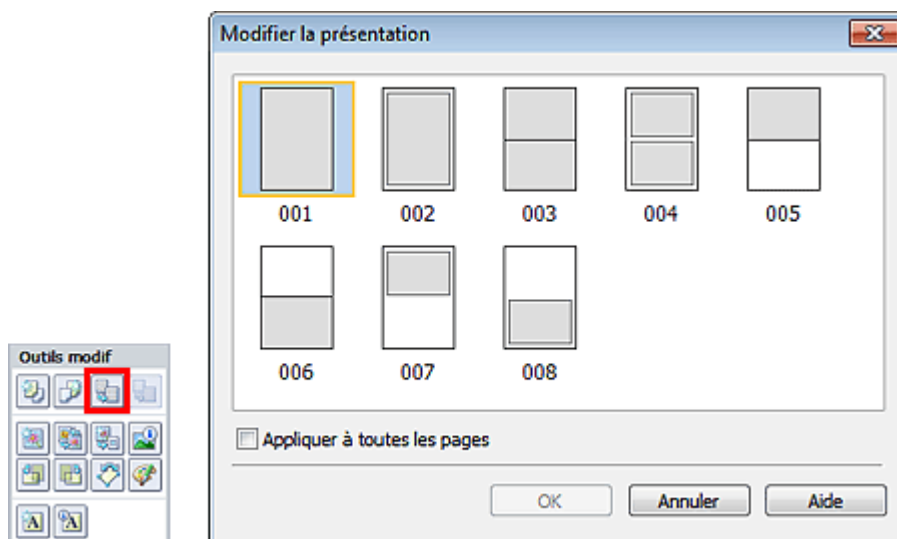 Modifier la présentation
001 002 003 004 005
006 007 008
Appliquer à toutes les pages
OK Annuler Aide
Outils modif
A A